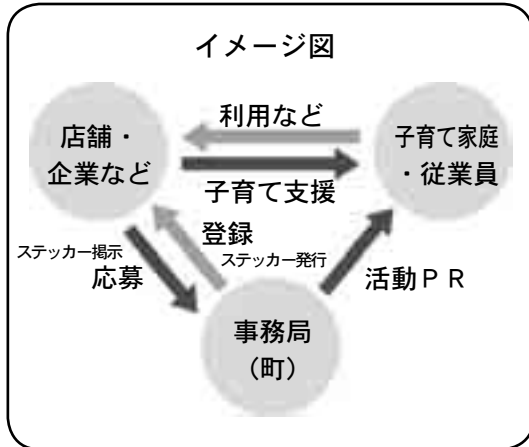 イメージ図
店舗・
企業など
利用など
子育て支援
子育て家庭
・従業員
ステッカー掲示
応募
登録
ステッカー発行
活動ＰＲ
事務局
（町）